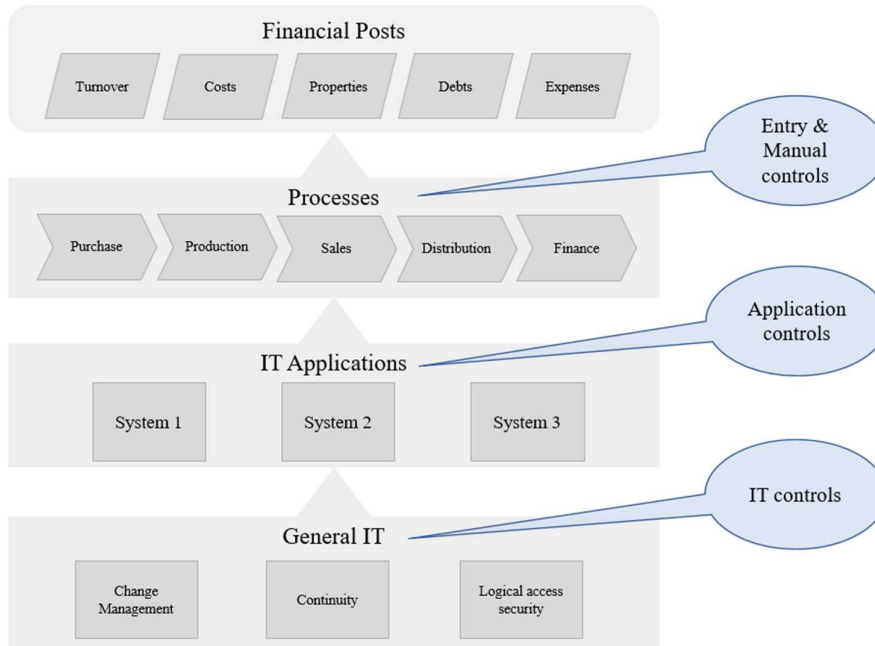 Financial Posts
Turnover
Costs
Properties
Debts
Expenses
Entry &
Manual
controls
Processes
Purchase
Production
Sales
Distribution
Finance
Application
controls
IT Applications
System 1
System 2
System 3
IT controls
General IT
Change
Management
Continuity
Logical access
security